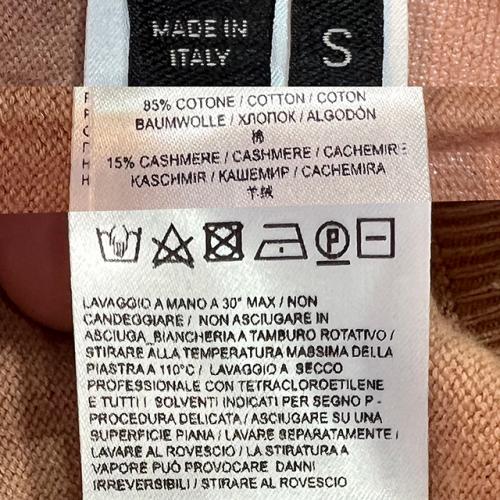 MADE IN
ITALY
S
85% COTONE / COTTON / COTON
BAUMWOLLE / ХЛОПОК / ALGODÓN
棉
15% CASHMERE / CASHMERE / CACHEMIRE
KASCHMIR / КАШЕМИР / CACHEMIRA
羊绒
P
LAVAGGIO A MANO A 30° MAX / NON
CANDEGGIARE / NON ASCIUGARE IN
ASCIUGA_BIANCHERIA A TAMBURO ROTATIVO /
STIRARE ALLA TEMPERATURA MASSIMA DELLA
PIASTRA A 110°C / LAVAGGIO A SECCO
PROFESSIONALE CON TETRACLOROETILENE
E TUTTI I SOLVENTI INDICATI PER SEGNO P -
PROCEDURA DELICATA / ASCIUGARE SU UNA
SUPERFICIE PIANA / LAVARE SEPARATAMENTE /
LAVARE AL ROVESCIO / LA STIRATURA A
VAPORE PUÒ PROVOCARE DANNI
IRREVERSIBILI / STIRARE AL ROVESCIO